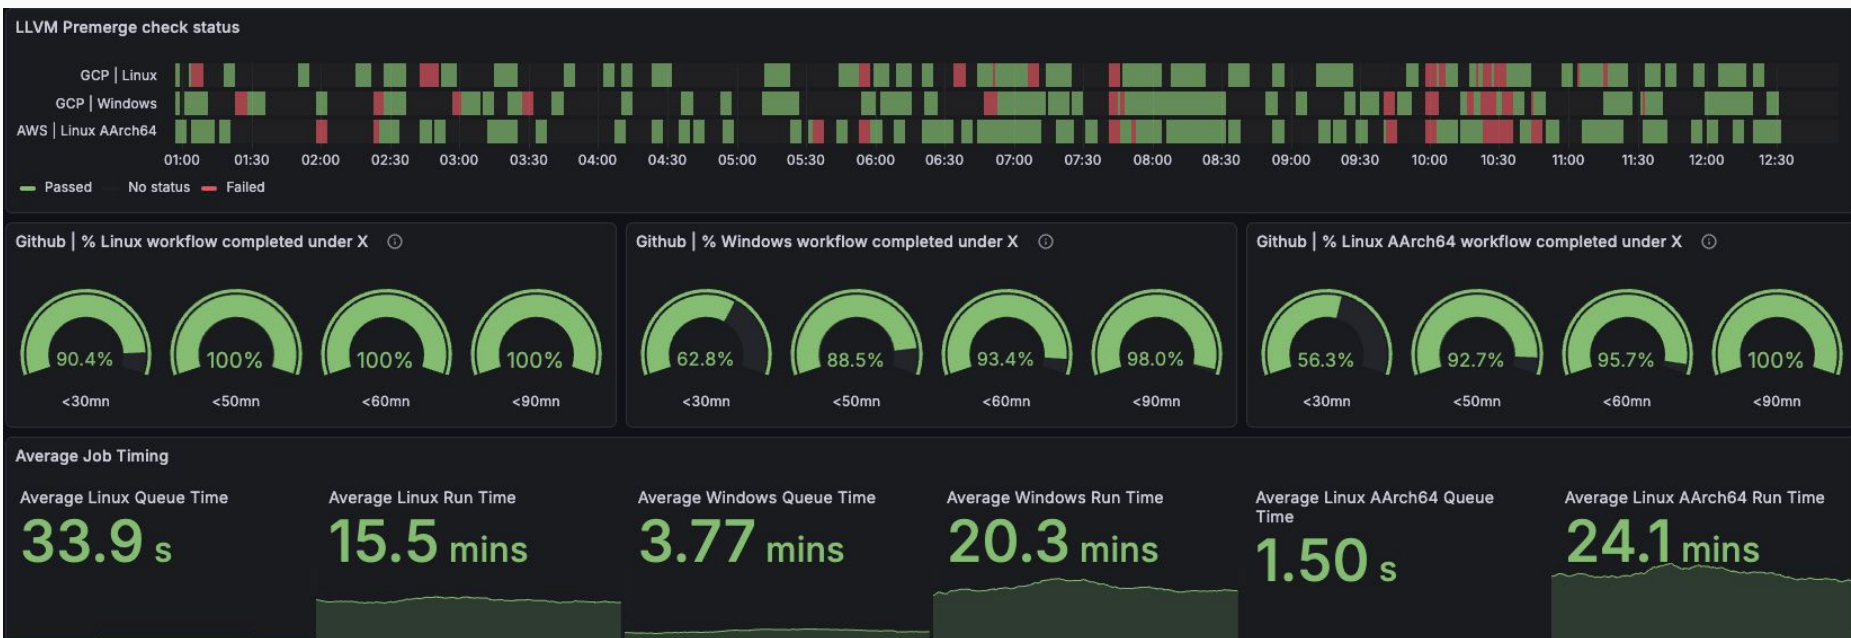 LLVM Premerge check status
GCP | Linux
GCP | Windows
AWS | Linux AArch64
01:00 01:30 02:00 02:30 03:00 03:30 04:00 04:30 05:00 05:30 06:00 06:30 07:00 07:30 08:00 08:30 09:00 09:30 10:00 10:30 11:00 11:30 12:00 12:30
Passed No status Failed
Github | % Linux workflow completed under X
90.4% 100% 100% 100%
<30mn <50mn <60mn <90mn
Github | % Windows workflow completed under X
62.8% 88.5% 93.4% 98.0%
<30mn <50mn <60mn <90mn
Github | % Linux AArch64 workflow completed under X
56.3% 92.7% 95.7% 100%
<30mn <50mn <60mn <90mn
Average Job Timing
Average Linux Queue Time
33.9 s
Average Linux Run Time
15.5 mins
Average Windows Queue Time
3.77 mins
Average Windows Run Time
20.3 mins
Average Linux AArch64 Queue
Time
1.50 s
Average Linux AArch64 Run Time
24.1 mins